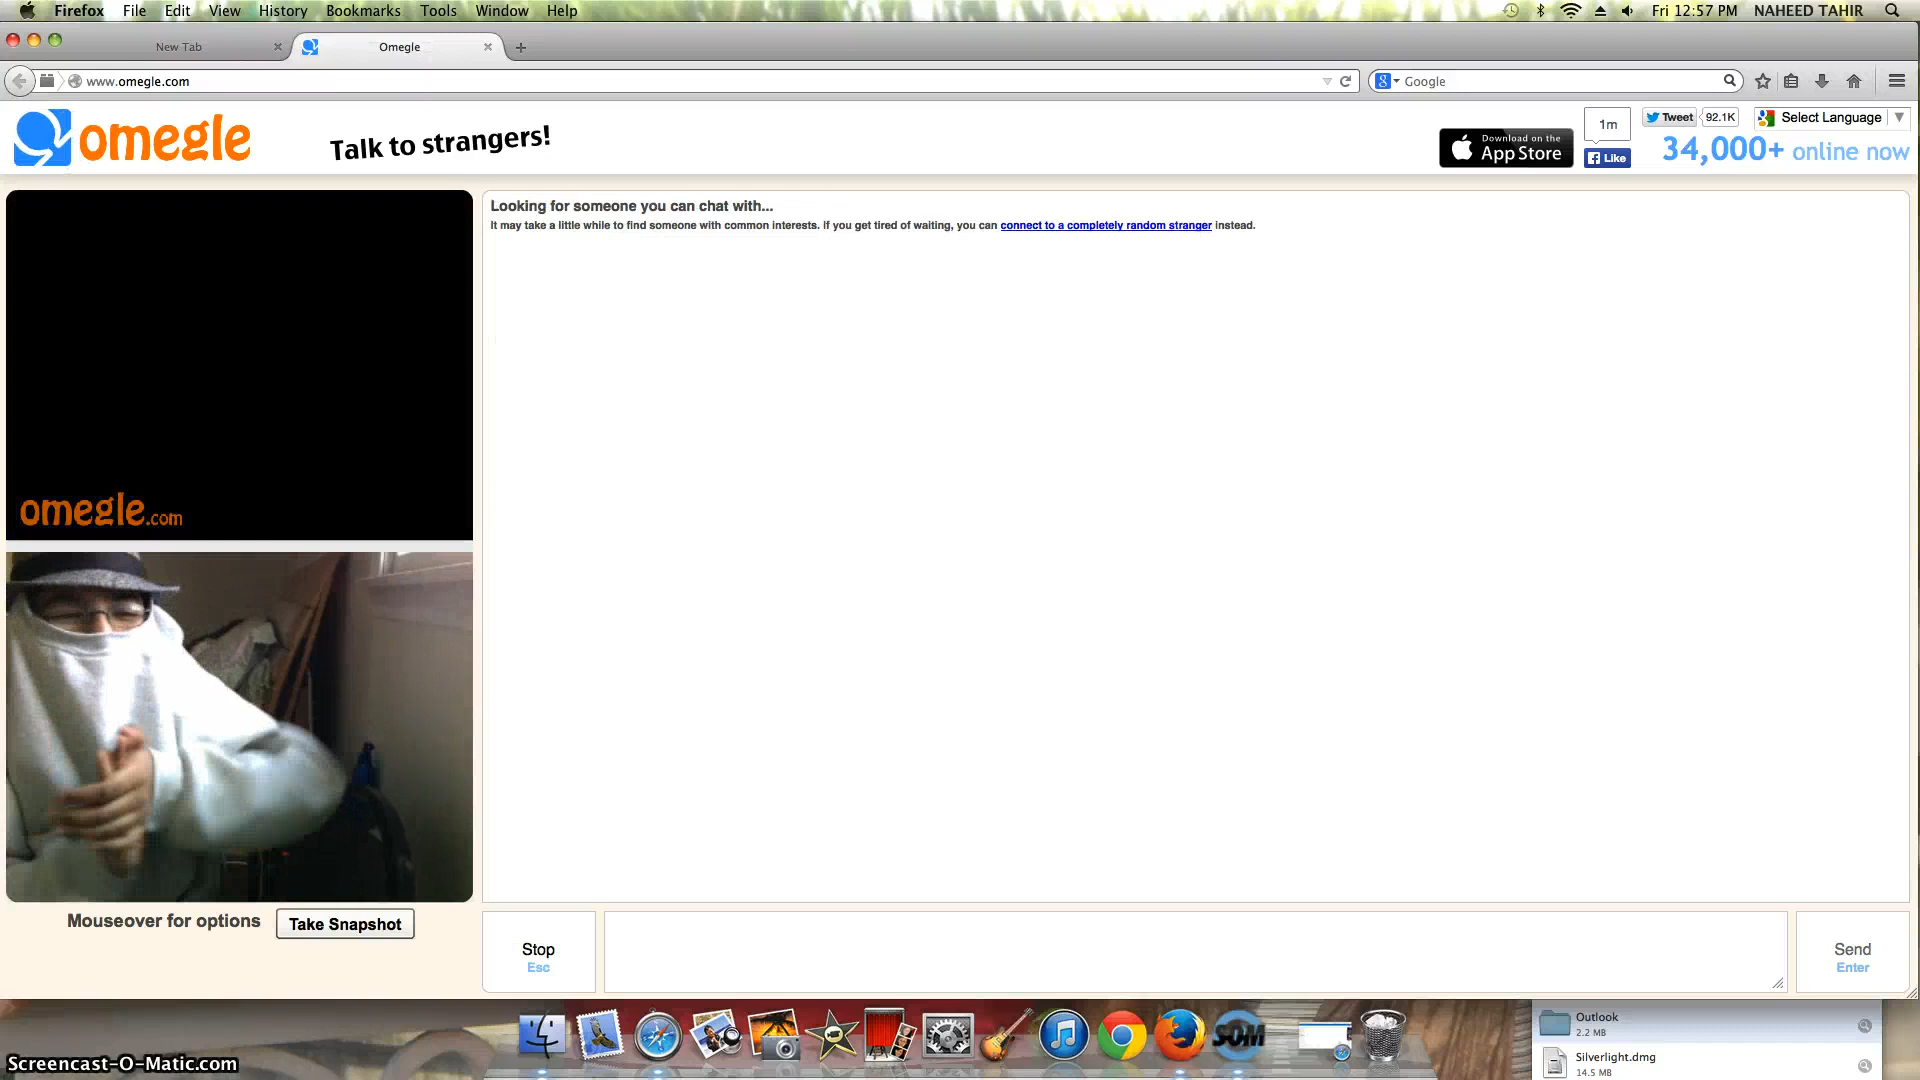 Firefox File Edit View History Bookmarks Tools Window Help Fri 12:57 PM NAHEED TAHIR
New Tab Omegle
www.omegle.com Google
omegle Talk to strangers! Download on the App Store 1m Like Tweet 92.1K Select Language
34,000+ online now
Looking for someone you can chat with...
It may take a little while to find someone with common interests. If you get tired of waiting, you can connect to a completely random stranger instead.
omegle.com
Mouseover for options Take Snapshot
Stop
Esc
Send
Enter
SOM
Outlook
2.2 MB
Silverlight.dmg
14.5 MB
Screencast-O-Matic.com